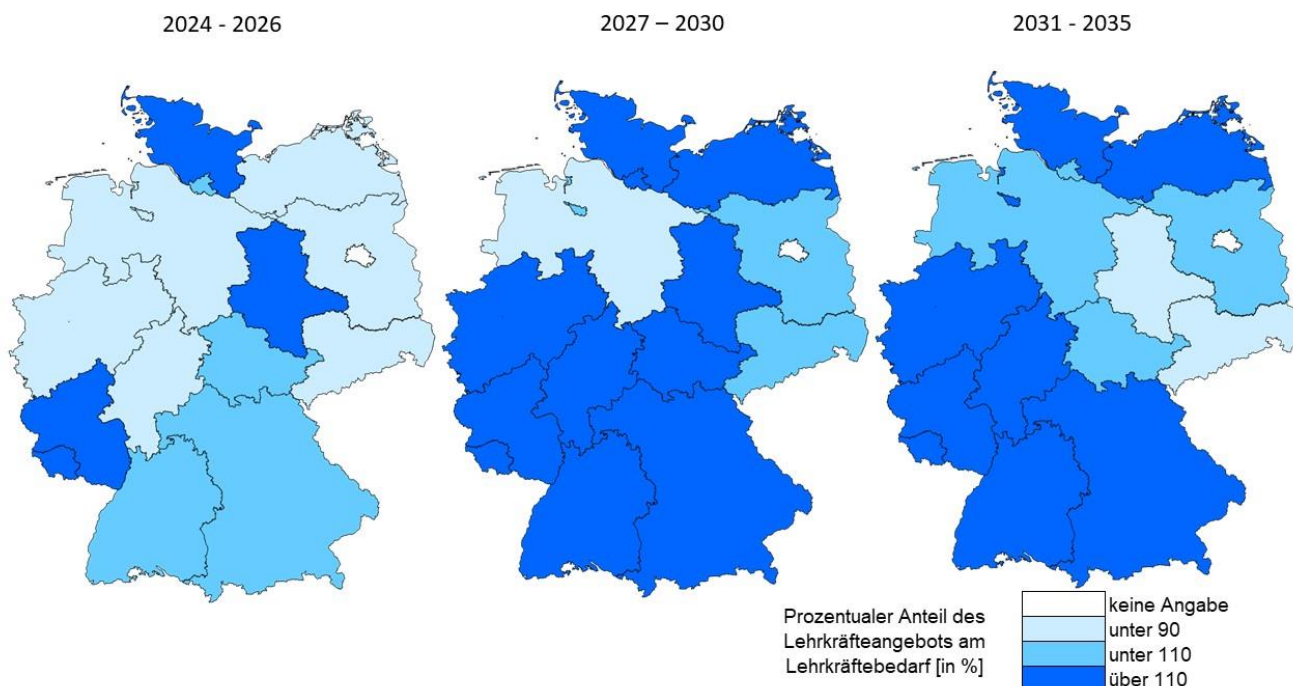 2024 - 2026
2027 – 2030
2031 - 2035
Prozentualer Anteil des
Lehrkräfteangebots am
Lehrkräftebedarf [in %]
keine Angabe
unter 90
unter 110
über 110